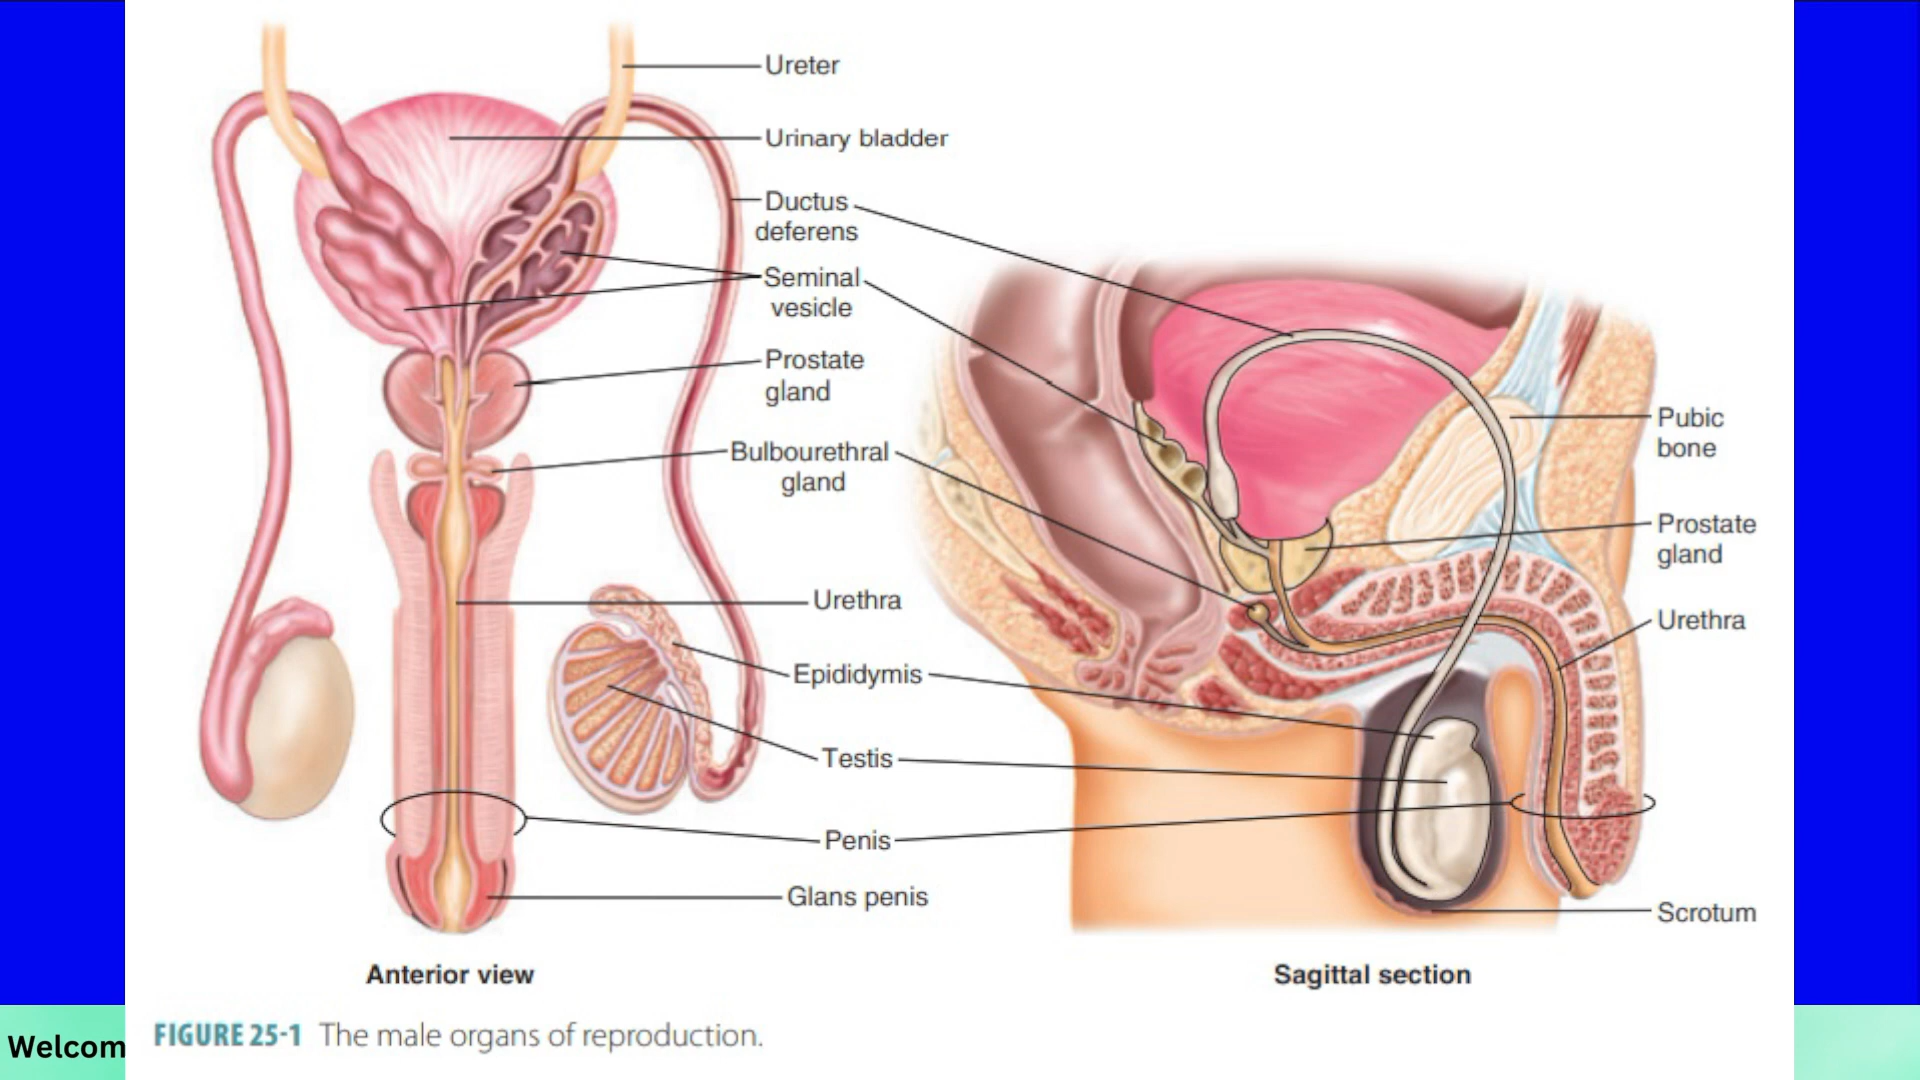 Ureter
Urinary bladder
Ductus
deferens
Seminal
vesicle
Prostate
gland
Bulbourethral
gland
Urethra
Epididymis
Testis
Penis
Glans penis
Pubic
bone
Prostate
gland
Urethra
Scrotum
Anterior view
Sagittal section
FIGURE 25-1 The male organs of reproduction.
Welcom